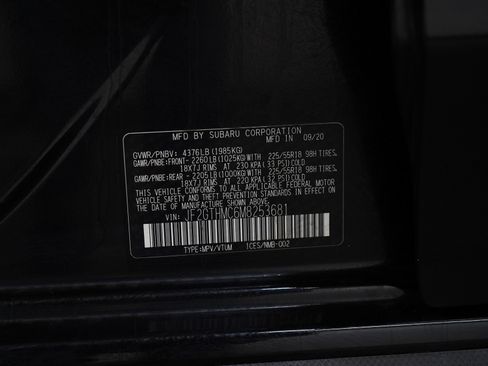 MFD BY SUBARU CORPORATION
MFD IN 09/20
GVWR/PNBV: 4376LB(1985KG)
GAWR/PNBE:FRONT- 2260LB(1025KG)WITH 225/55R18 98H TIRES,
18X7J RIMS AT 230 KPA(33 PSI)COLD
GAWR/PNBE:REAR - 2205LB(1000KG)WITH 225/55R18 98H TIRES,
18X7J RIMS AT 220 KPA(32 PSI)COLD
THIS VEHICLE CONFORMS TO ALL APPLICABLE FEDERAL MOTOR
VEHICLE SAFETY AND THEFT PREVENTION STANDARDS IN EFFECT ON
THE DATE OF MANUFACTURE SHOWN ABOVE.
JF2GTHMC6M8253681
TYPE:MPV/VTUM ICES/NMB-002